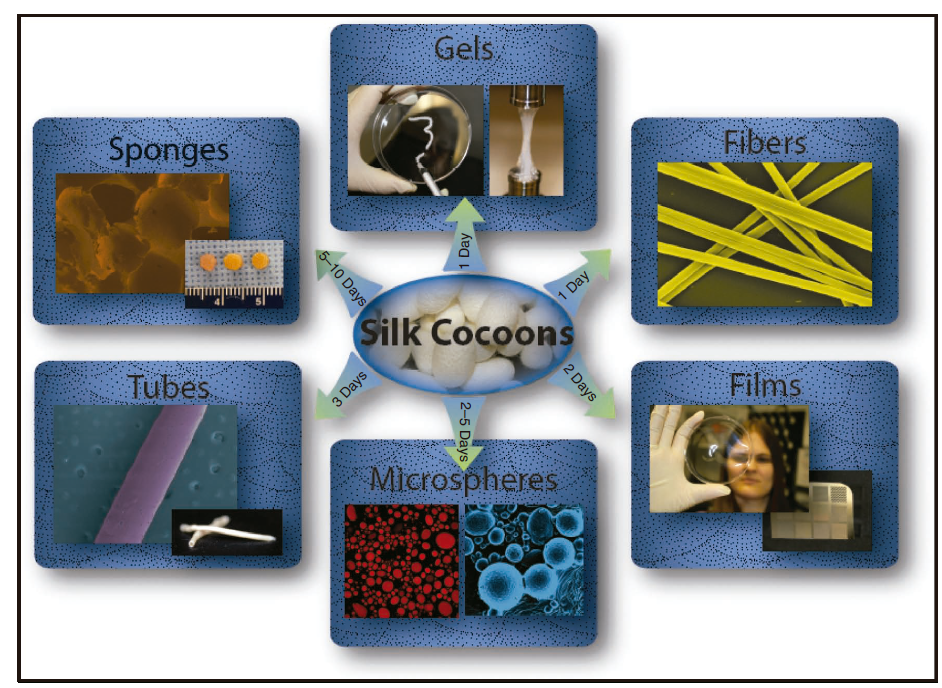 Gels
Sponges
Fibers
4
5
5–10 Days
1 Day
1 Day
Silk Cocoons
3 Days
2–5 Days
2 Days
Tubes
Films
Microspheres